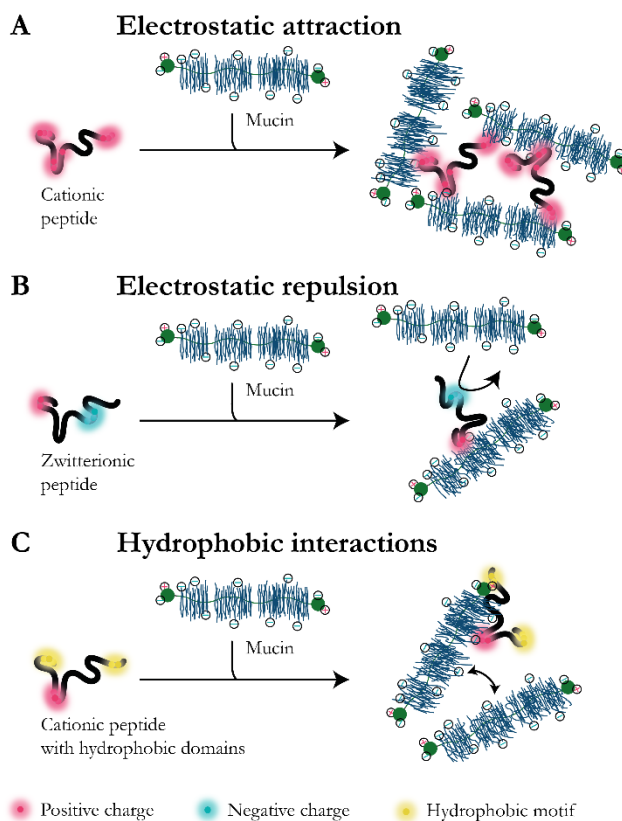 A Electrostatic attraction
Mucin
Cationic
peptide
B Electrostatic repulsion
Mucin
Zwitterionic
peptide
C Hydrophobic interactions
Mucin
Cationic peptide
with hydrophobic domains
Positive charge Negative charge Hydrophobic motif